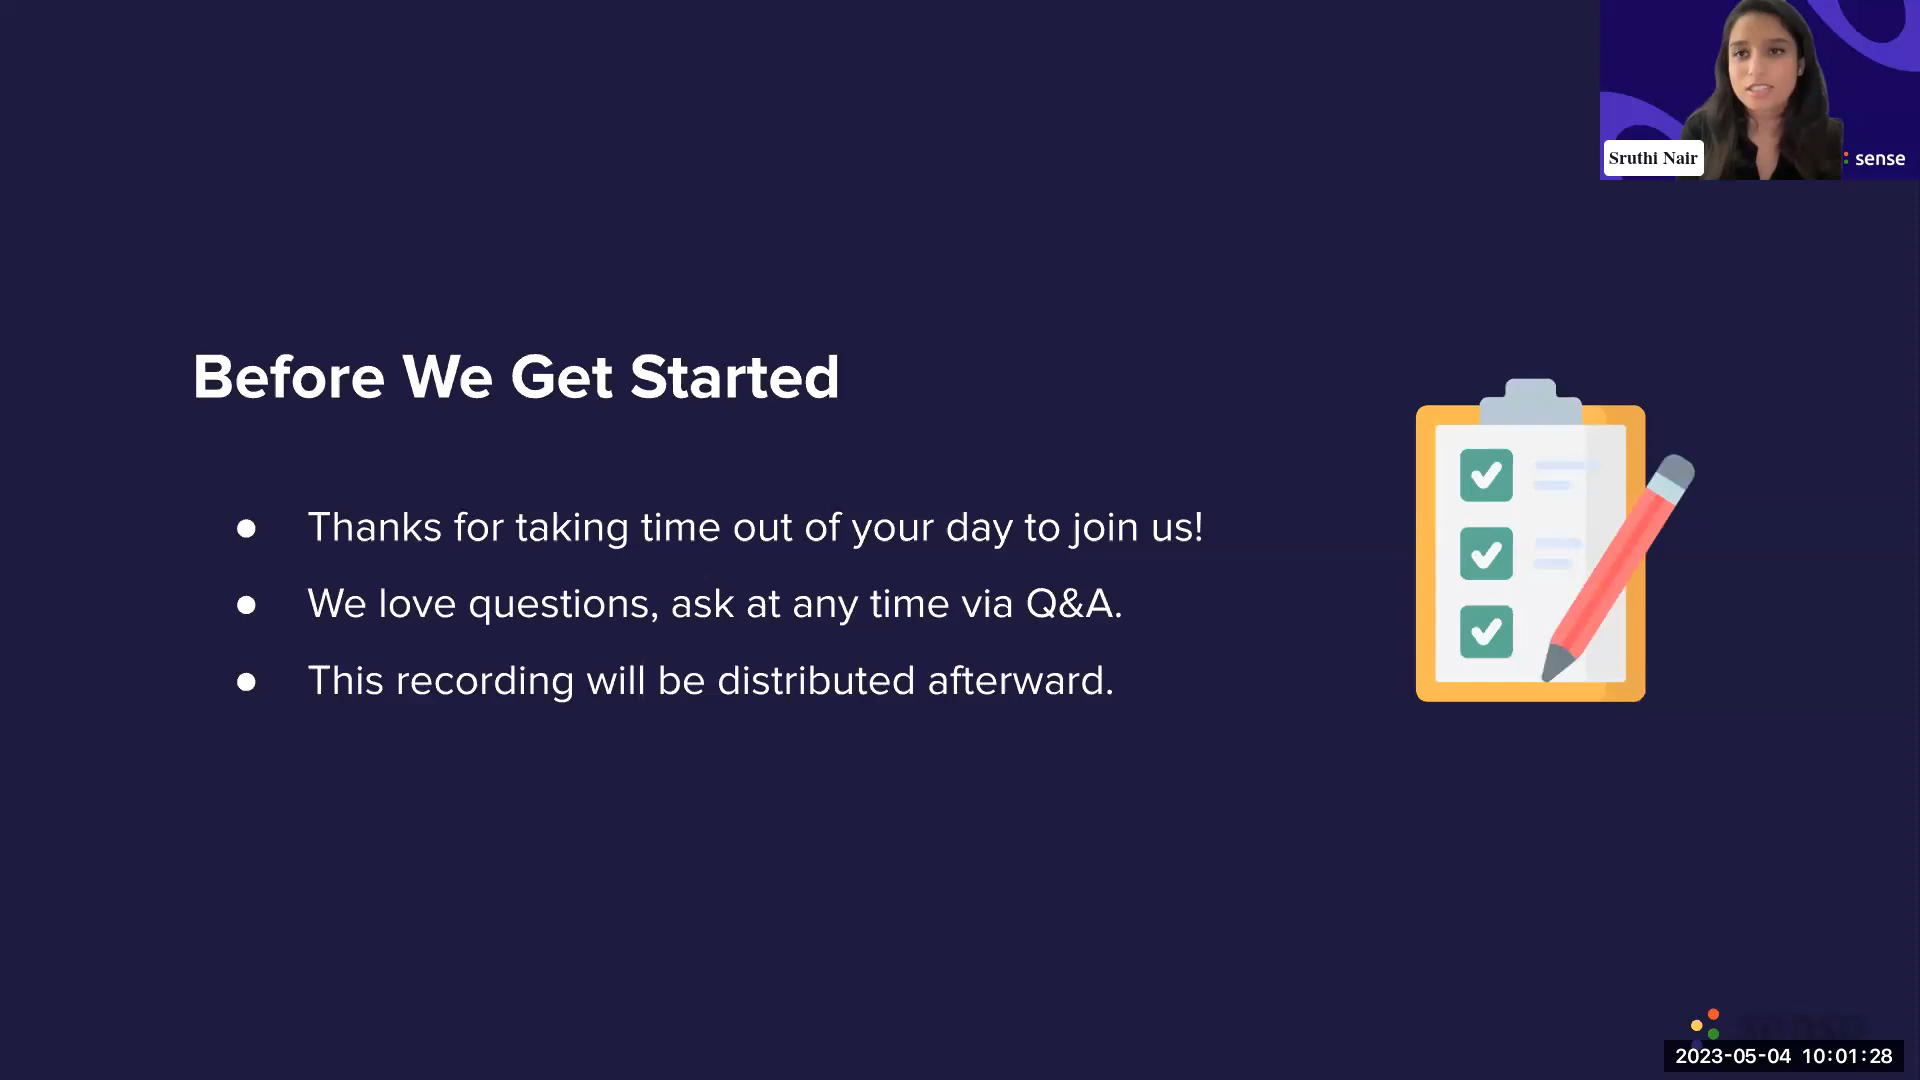 Sruthi Nair
sense
Before We Get Started
● Thanks for taking time out of your day to join us!
● We love questions, ask at any time via Q&A.
● This recording will be distributed afterward.
2023-05-04 10:01:28